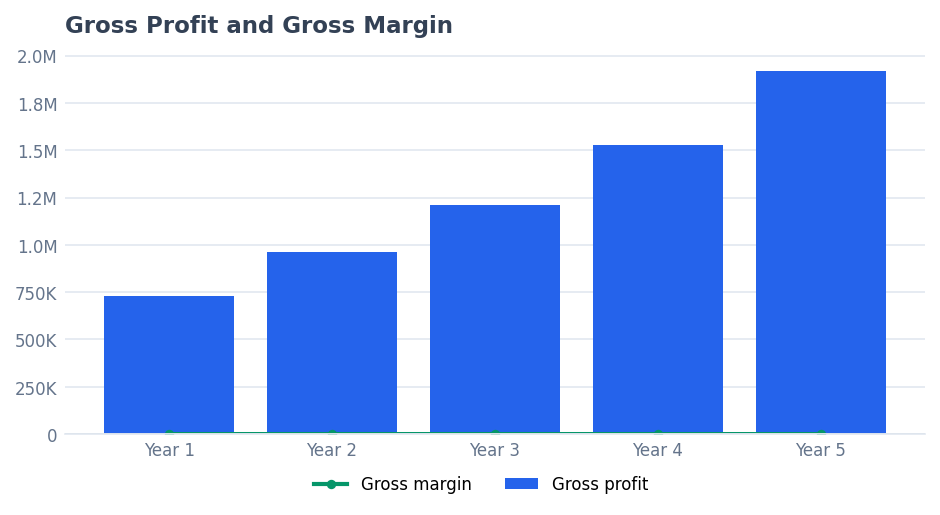 Gross Profit and Gross Margin
2.0M
1.8M
1.5M
1.2M
1.0M
750K
500K
250K
0
Year 1 Year 2 Year 3 Year 4 Year 5
Gross margin Gross profit